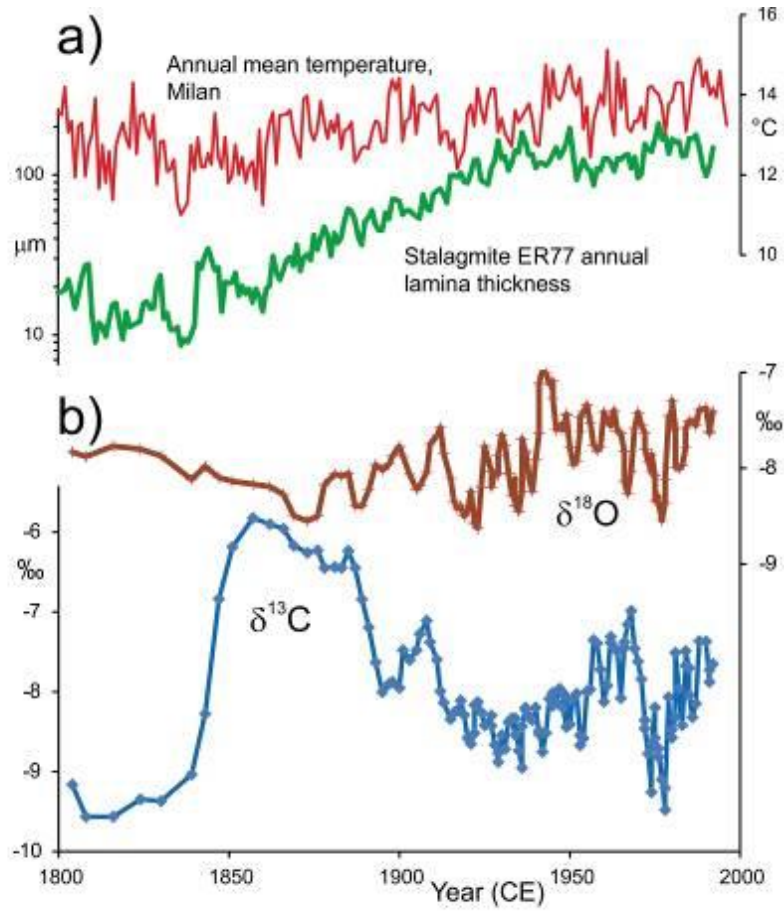 a)
Annual mean temperature,
Milan
16
14
°C
12
10
100
μm
10
Stalagmite ER77 annual
lamina thickness
b)
-7
‰
-8
-9
δ¹⁸O
-6
‰
-7
-8
-9
-10
δ¹³C
1800
1850
1900
1950
2000
Year (CE)